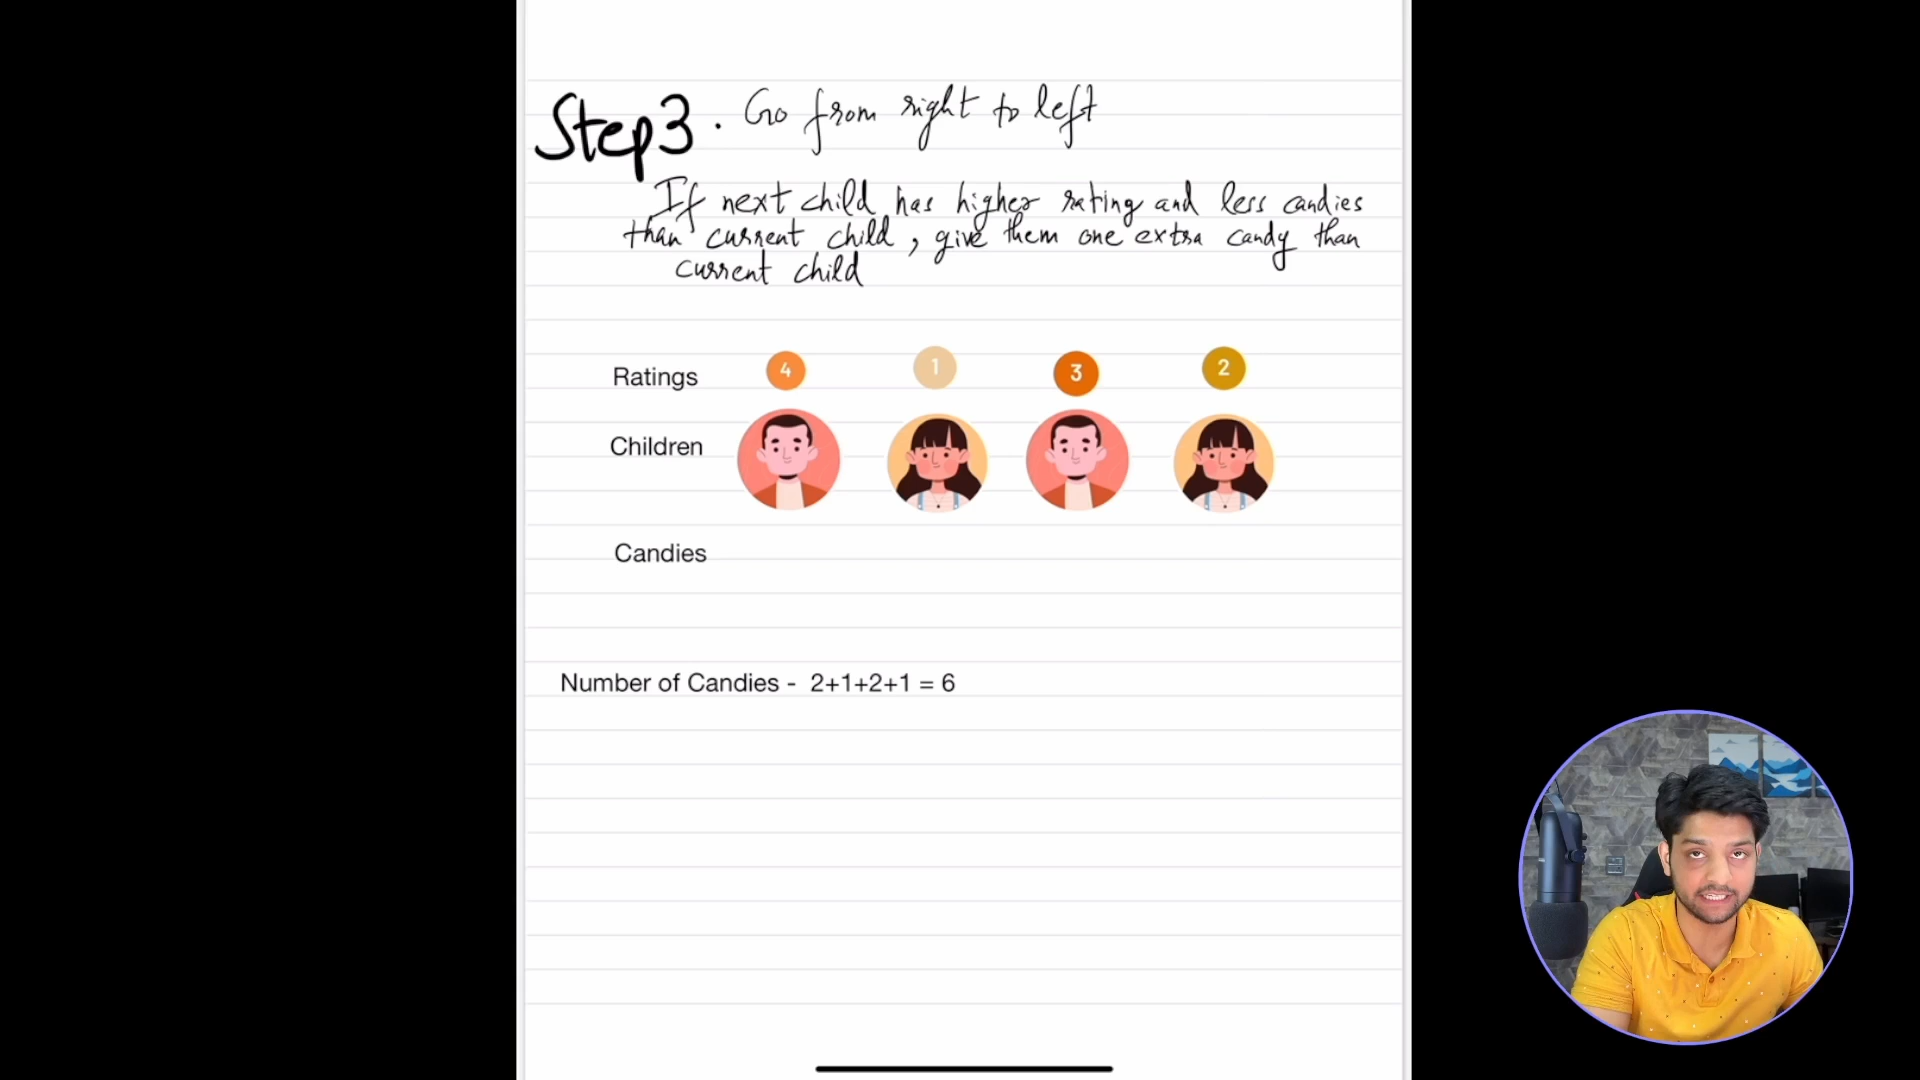 Step 3. Go from right to left
If next child has higher rating and less candies
than current child, give them one extra candy than
current child
Ratings 4 1 3 2
Children
Candies
Number of Candies - 2+1+2+1 = 6